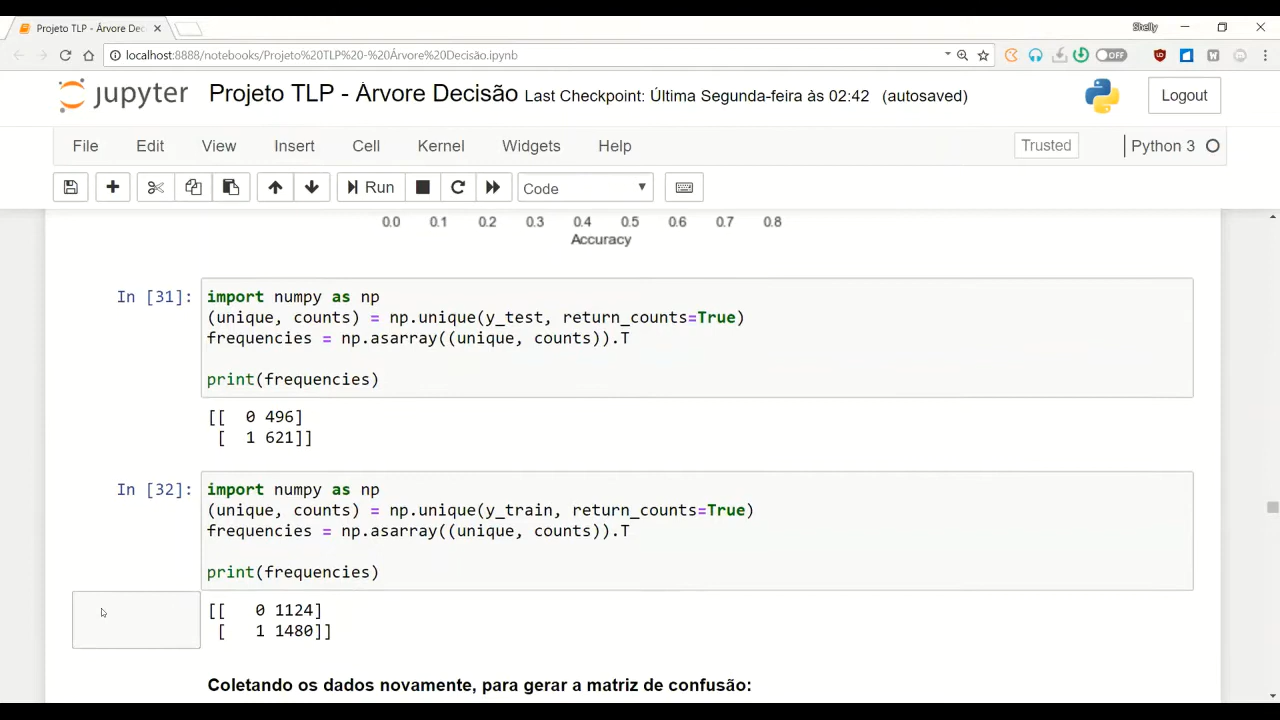 Projeto TLP - Árvore Dec
Shelly
localhost:8888/notebooks/Projeto%20TLP%20-%20Árvore%20Decisão.ipynb
OFF
jupyter Projeto TLP - Árvore Decisão Last Checkpoint: Última Segunda-feira às 02:42 (autosaved)
Logout
File Edit View Insert Cell Kernel Widgets Help
Trusted
Python 3
Run
Code
0.0 0.1 0.2 0.3 0.4 0.5 0.6 0.7 0.8
Accuracy
In [31]: import numpy as np
(unique, counts) = np.unique(y_test, return_counts=True)
frequencies = np.asarray((unique, counts)).T
print(frequencies)
[[ 0 496]
[ 1 621]]
In [32]: import numpy as np
(unique, counts) = np.unique(y_train, return_counts=True)
frequencies = np.asarray((unique, counts)).T
print(frequencies)
[[ 0 1124]
[ 1 1480]]
Coletando os dados novamente, para gerar a matriz de confusão: